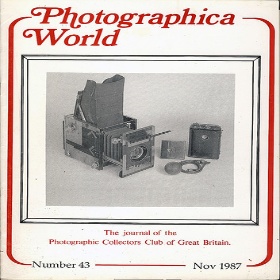 Photographica
World
The journal of the
Photographic Collectors Club of Great Britain.
Number 43
Nov 1987